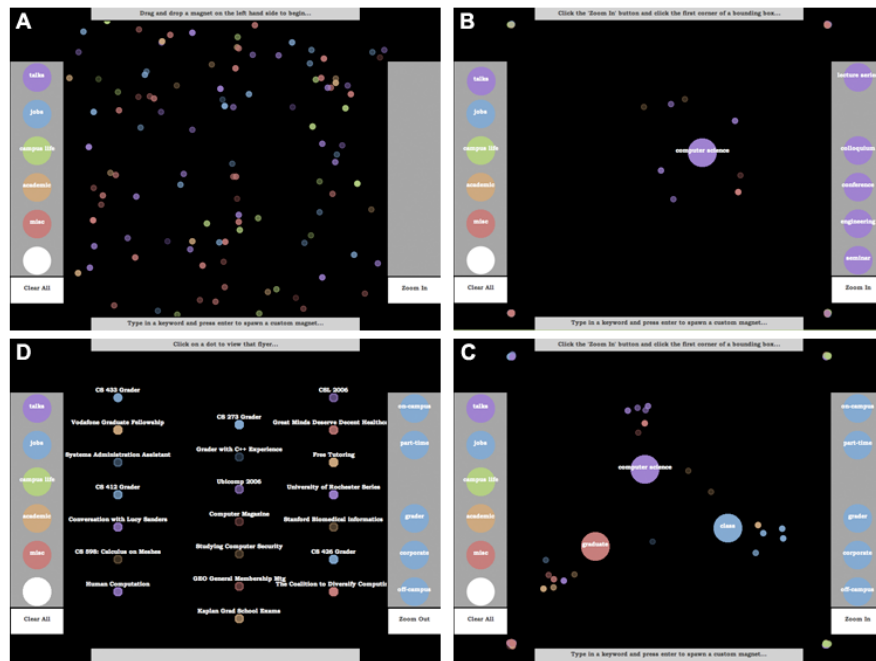 A
Drag and drop a magnet on the left hand side to begin...
talks
jobs
campus life
academic
misc
Clear All
Zoom In
Type in a keyword and press enter to spawn a custom magnet...
B
Click the 'Zoom In' button and click the first corner of a bounding box...
talks
jobs
campus life
academic
misc
Clear All
computer science
lecture serie
colloquium
conference
engineering
seminar
Zoom In
Type in a keyword and press enter to spawn a custom magnet...
D
Click on a dot to view that flyer...
talks
jobs
campus life
academic
misc
Clear All
CS 433 Grader
CSL 2006
CS 273 Grader
Vodafone Graduate Fellowship
Great Minds Deserve Decent Healthcar
Grader with C++ Experience
Systems Administration Assistant
Free Tutoring
Ubicomp 2006
CS 412 Grader
University of Rochester Series
Computer Magazine
Conversation with Lucy Sanders
Stanford Biomedical Informatics
Studying Computer Security
CS 598: Calculus on Meshes
CS 426 Grader
GEO General Membership Mtg
Human Computation
The Coalition to Diversify Computin
Kaplan Grad School Exams
on-campus
part-time
grader
corporate
off-campus
Zoom Out
C
Click the 'Zoom In' button and click the first corner of a bounding box...
talks
jobs
campus life
academic
misc
Clear All
computer science
class
graduate
on-campus
part-time
grader
corporate
off-campus
Zoom In
Type in a keyword and press enter to spawn a custom magnet...